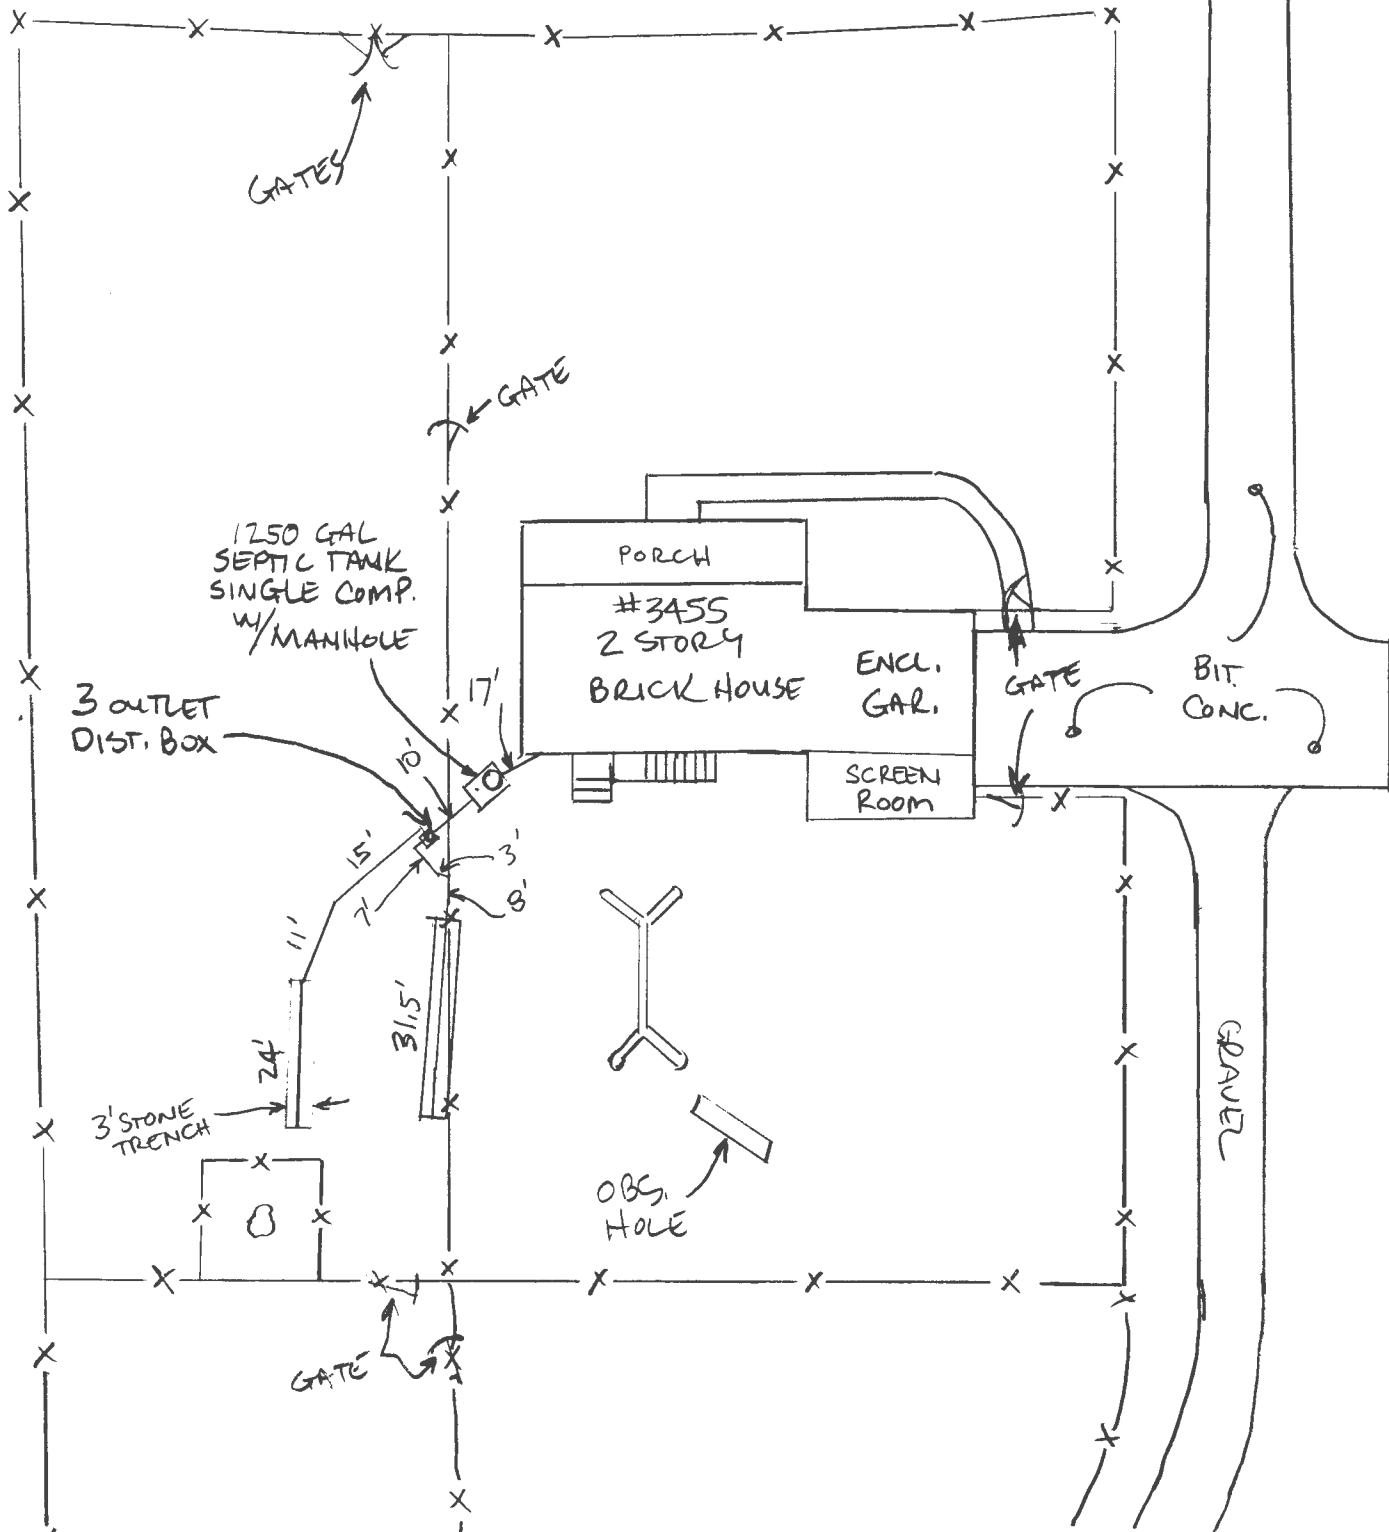 GATES
GATE
1250 GAL
SEPTIC TANK
SINGLE COMP.
W/MANHOLE
PORCH
#3455
2 STORY
BRICK HOUSE
ENCL.
GAR.
GATE
BIT.
CONC.
3 OUTLET
DIST. BOX
17'
10'
SCREEN
ROOM
15'
3'
7'
8'
11'
31.5'
24'
3' STONE
TRENCH
GRAVEL
OBS.
HOLE
GATE